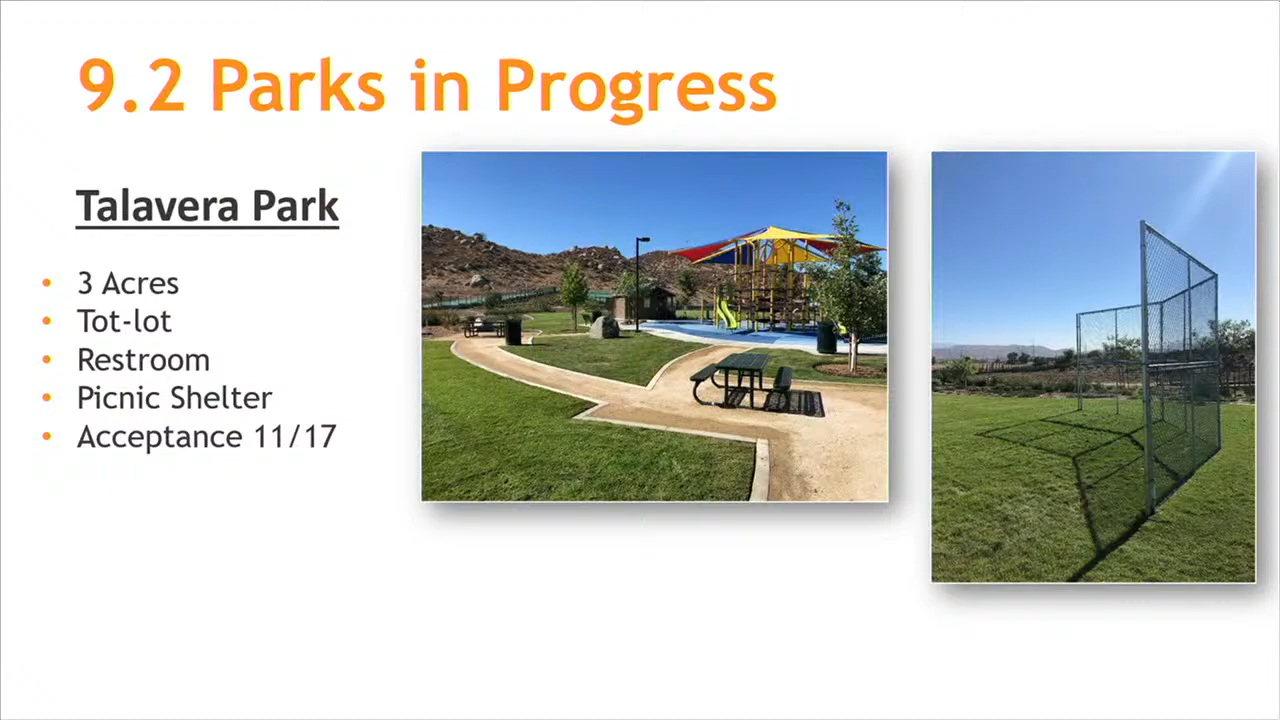 9.2 Parks in Progress
Talavera Park
• 3 Acres
• Tot-lot
• Restroom
• Picnic Shelter
• Acceptance 11/17